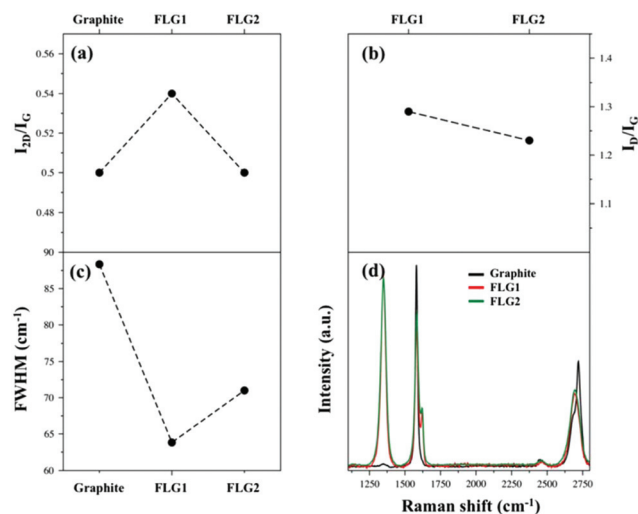 Graphite FLG1 FLG2
FLG1 FLG2
(a)
0.56
0.54
0.52
0.5
0.48
I2D/IG
(b)
1.4
1.3
1.2
1.1
ID/IG
(c)
90
85
80
75
70
65
60
FWHM (cm-1)
Graphite FLG1 FLG2
(d)
Graphite
FLG1
FLG2
Intensity (a.u.)
1250 1500 1750 2000 2250 2500 2750
Raman shift (cm-1)